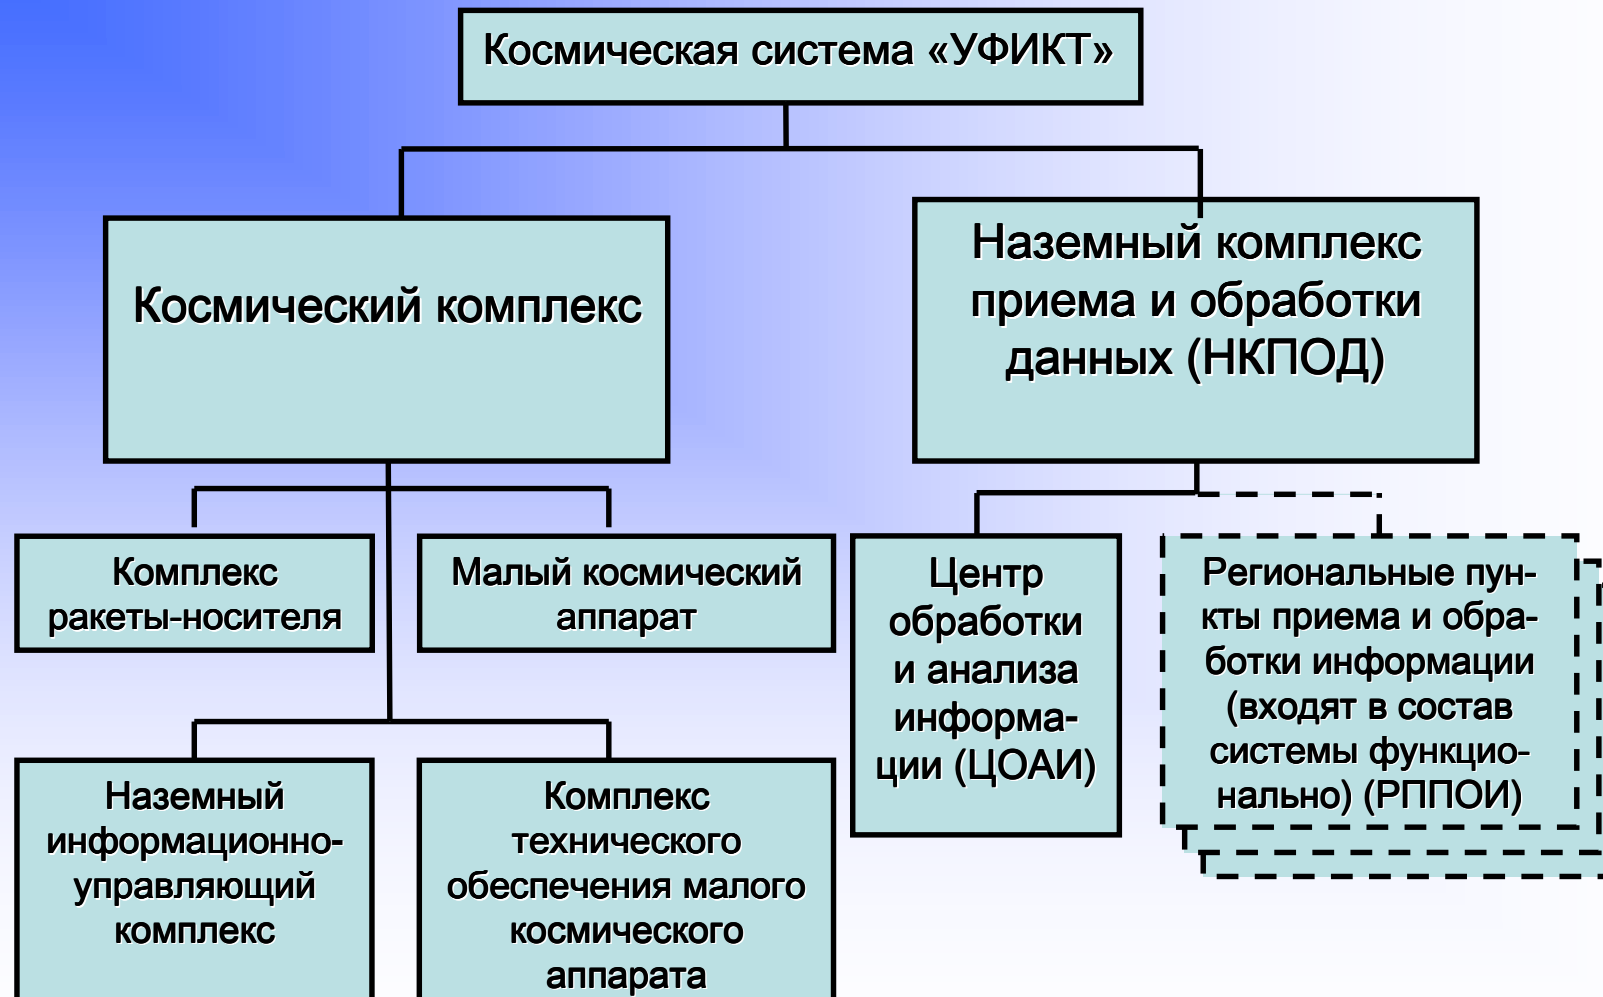 Космическая система «УФИКТ»
Космический комплекс
Наземный комплекс
приема и обработки
данных (НКПОД)
Комплекс
ракеты-носителя
Малый космический
аппарат
Центр
обработки
и анализа
информа-
ции (ЦОАИ)
Региональные пун-
кты приема и обра-
ботки информации
(входят в состав
системы функцио-
нально) (РППОИ)
Наземный
информационно-
управляющий
комплекс
Комплекс
технического
обеспечения малого
космического
аппарата